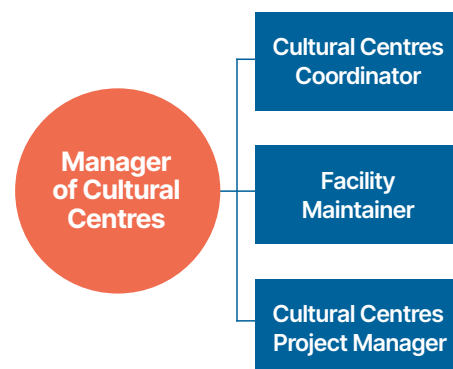 Cultural Centres
Coordinator
Manager
of Cultural
Centres
Facility
Maintainer
Cultural Centres
Project Manager